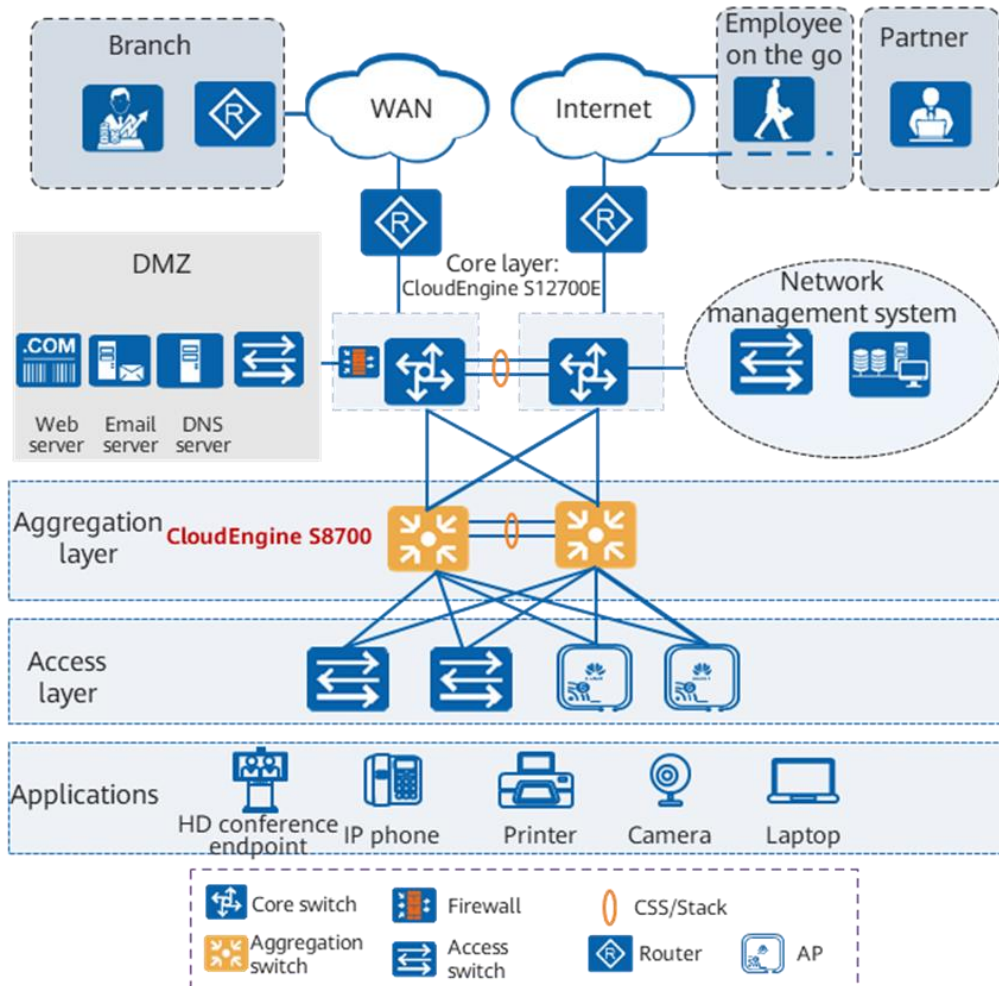 Branch
WAN
Internet
Employee
on the go
Partner
R
R
R
DMZ
Core layer:
CloudEngine S12700E
Network
management system
.COM
Web
server
Email
server
DNS
server
Aggregation
layer
CloudEngine S8700
Access
layer
Applications
HD conference
endpoint
IP phone
Printer
Camera
Laptop
Core switch
Firewall
CSS/Stack
Aggregation
switch
Access
switch
R
Router
AP